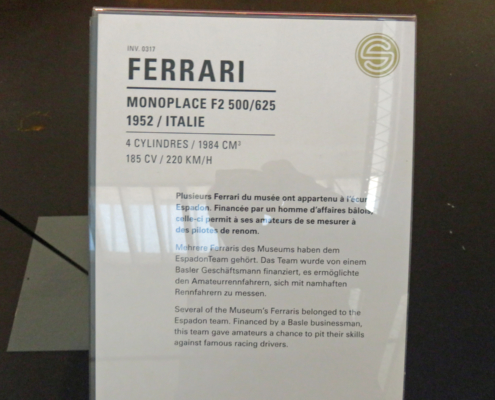 INV. 0317
FERRARI
MONOPLACE F2 500/625
1952 / ITALIE
4 CYLINDRES / 1984 CM³
185 CV / 220 KM/H
Plusieurs Ferrari du musée ont appartenu à l'écurie
Espadon. Financée par un homme d'affaires bâlois,
celle-ci permit à ses amateurs de se mesurer à
des pilotes de renom.
Mehrere Ferraris des Museums haben dem
EspadonTeam gehört. Das Team wurde von einem
Basler Geschäftsmann finanziert, es ermöglichte
den Amateurrennfahrern, sich mit namhaften
Rennfahrern zu messen.
Several of the Museum's Ferraris belonged to the
Espadon team. Financed by a Basle businessman,
this team gave amateurs a chance to pit their skills
against famous racing drivers.